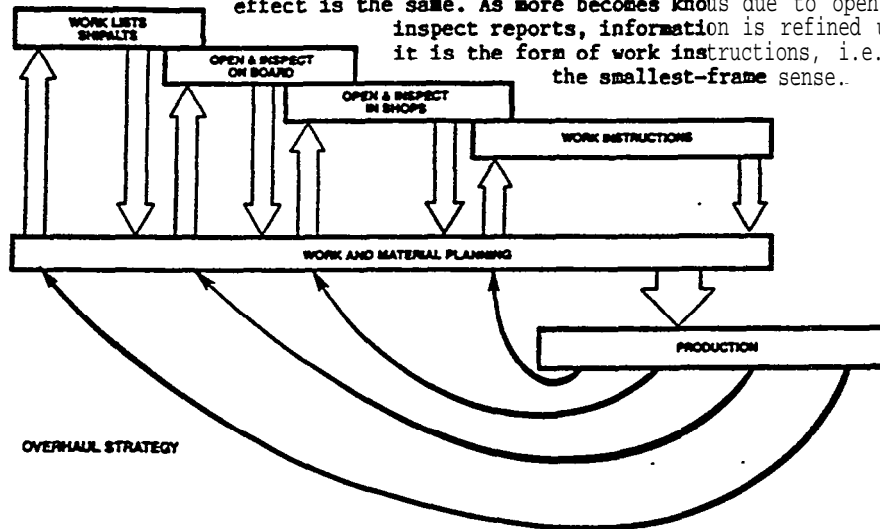 effect is the same. As more becomes knous due to open
inspect reports, information is refined u
it is the form of work instructions, i.e.
the smallest-frame sense.
WORK LISTS
SHIPALTS
OPEN & INSPECT
ON BOARD
OPEN & INSPECT
IN SHOPS
WORK INSTRUCTIONS
WORK AND MATERIAL PLANNING
PRODUCTION
OVERHAUL STRATEGY